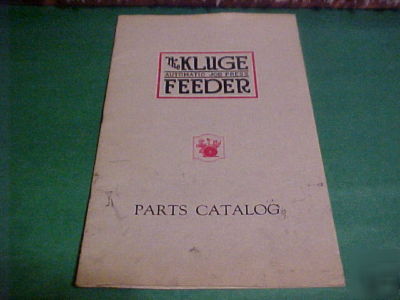 The KLUGE
AUTOMATIC JOB PRESS
FEEDER
PARTS CATALOG